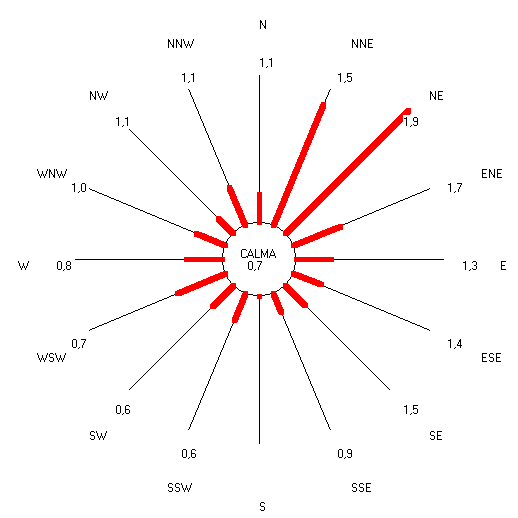 N
NNW NNE
1,1
1,1 1,5
NW NE
1,1 1,9
WNW ENE
1,0 1,7
CALMA
W 0,8 0,7 1,3 E
0,7 1,4
WSW ESE
0,6 1,5
SW SE
0,6 0,9
SSW SSE
S